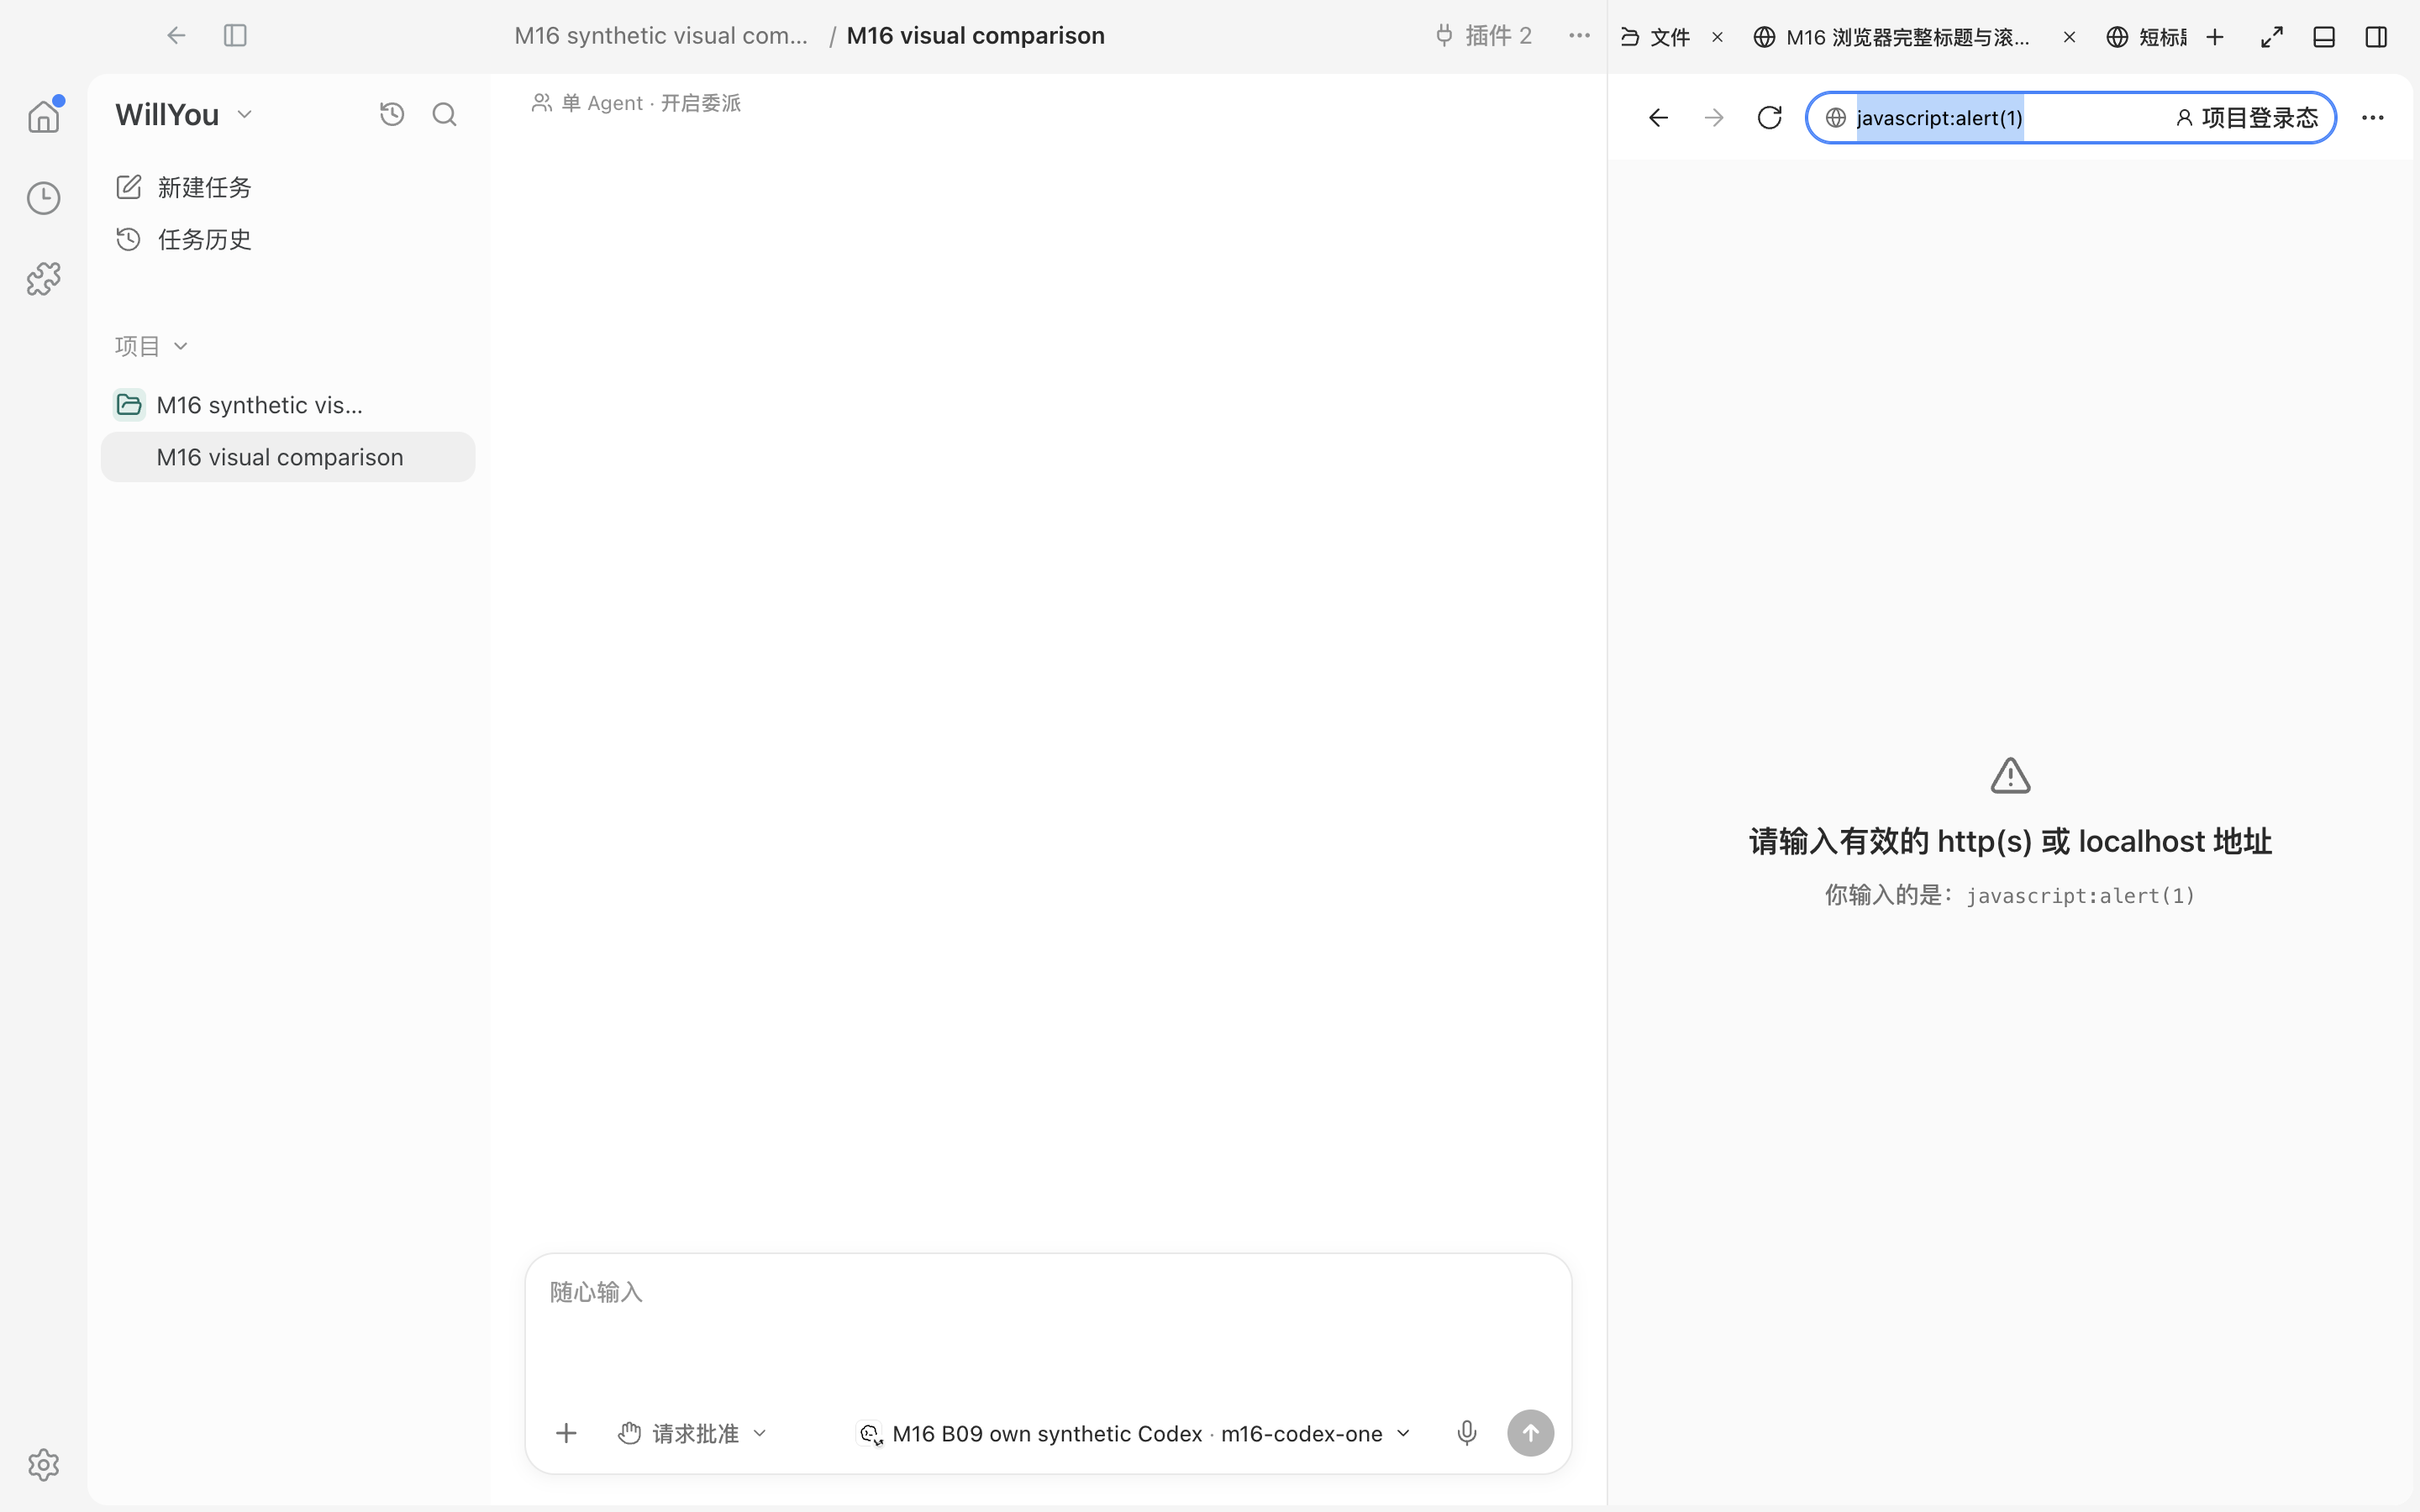 M16 synthetic visual com... / M16 visual comparison
插件 2
文件
M16 浏览器完整标题与滚...
短标
WillYou
单 Agent · 开启委派
javascript:alert(1)
项目登录态
新建任务
任务历史
项目
M16 synthetic vis...
M16 visual comparison
请输入有效的 http(s) 或 localhost 地址
你输入的是: javascript:alert(1)
随心输入
请求批准
M16 B09 own synthetic Codex · m16-codex-one